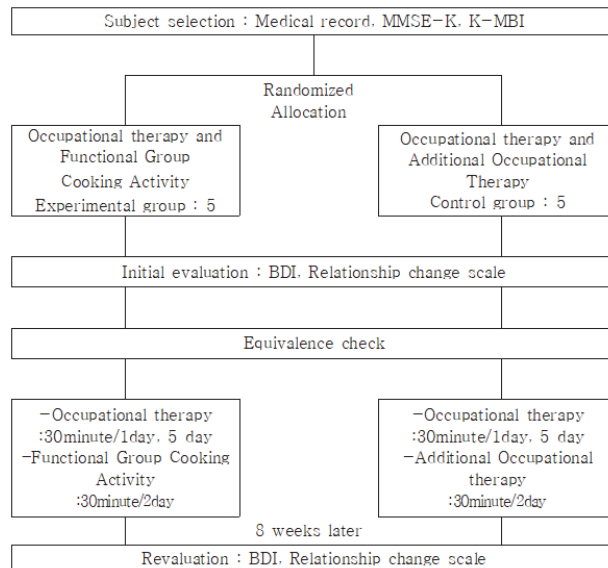 Subject selection : Medical record, MMSE-K, K-MBI
Randomized
Allocation
Occupational therapy and
Functional Group
Cooking Activity
Experimental group : 5
Occupational therapy and
Additional Occupational
Therapy
Control group : 5
Initial evaluation : BDI, Relationship change scale
Equivalence check
-Occupational therapy
:30minute/1day, 5 day
-Functional Group Cooking
Activity
:30minute/2day
-Occupational therapy
:30minute/1day, 5 day
-Additional Occupational
therapy
:30minute/2day
8 weeks later
Revaluation : BDI, Relationship change scale